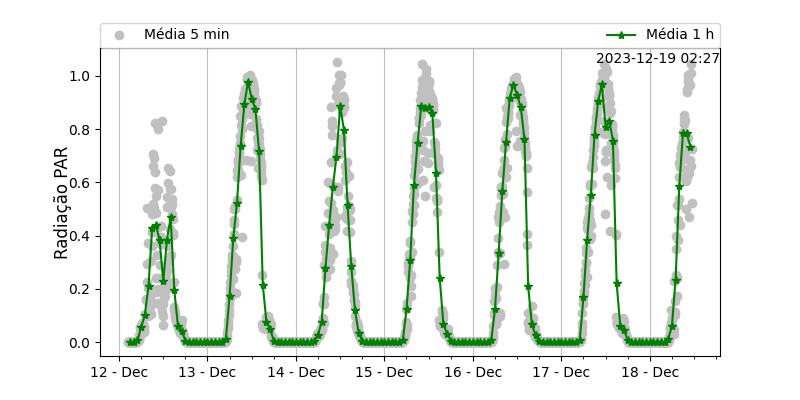 Média 5 min
Média 1 h
2023-12-19 02:27
Radiação PAR
1.0
0.8
0.6
0.4
0.2
0.0
12 - Dec
13 - Dec
14 - Dec
15 - Dec
16 - Dec
17 - Dec
18 - Dec